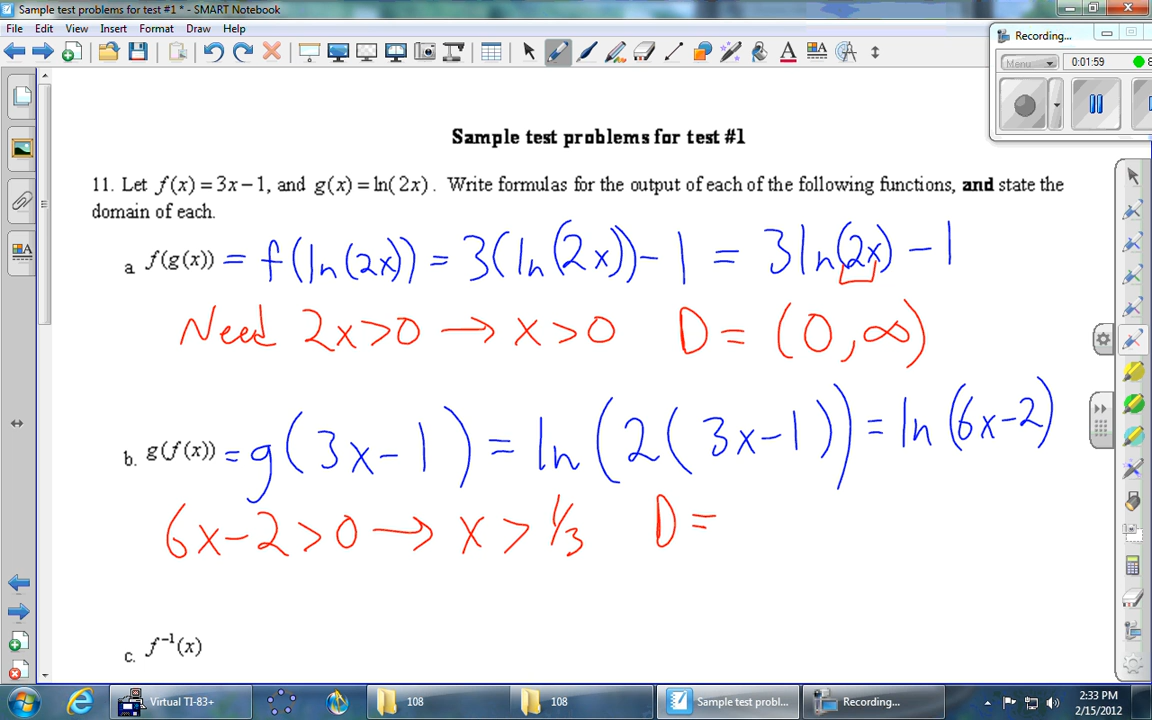 Sample test problems for test #1 * - SMART Notebook
File Edit View Insert Format Draw Help
Recording...
Menu
0:01:59
Sample test problems for test #1
11. Let f(x) = 3x − 1, and g(x) = ln(2x). Write formulas for the output of each of the following functions, and state the
domain of each.
a. f(g(x)) = f(ln(2x)) = 3(ln(2x)) − 1 = 3 ln(2x) − 1
Need 2x > 0 → x > 0 D = (0, ∞)
b. g(f(x)) = g(3x − 1) = ln(2(3x − 1)) = ln(6x − 2)
6x − 2 > 0 → x > 1/3 D =
c. f⁻¹(x)
Virtual TI-83+
108
108
Sample test probl...
Recording...
2:33 PM
2/15/2012